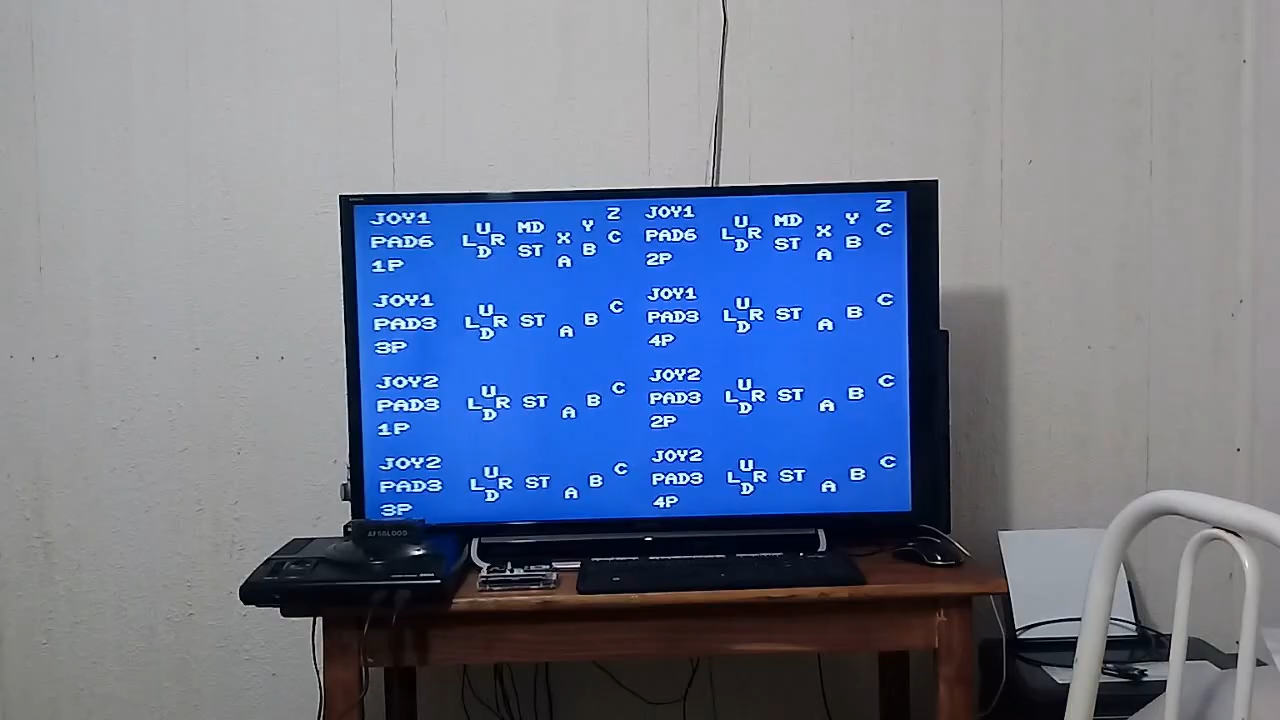 JOY1 U MD Y Z
PAD6 L R X C
1P D ST A B
JOY1 U MD Y Z
PAD6 L R X C
2P D ST A B
JOY1 U C
PAD3 L R ST B
3P D A
JOY1 U C
PAD3 L R ST B
4P D A
JOY2 U C
PAD3 L R ST B
1P D A
JOY2 U C
PAD3 L R ST B
2P D A
JOY2 U C
PAD3 L R ST B
3P D A
JOY2 U C
PAD3 L R ST B
4P D A